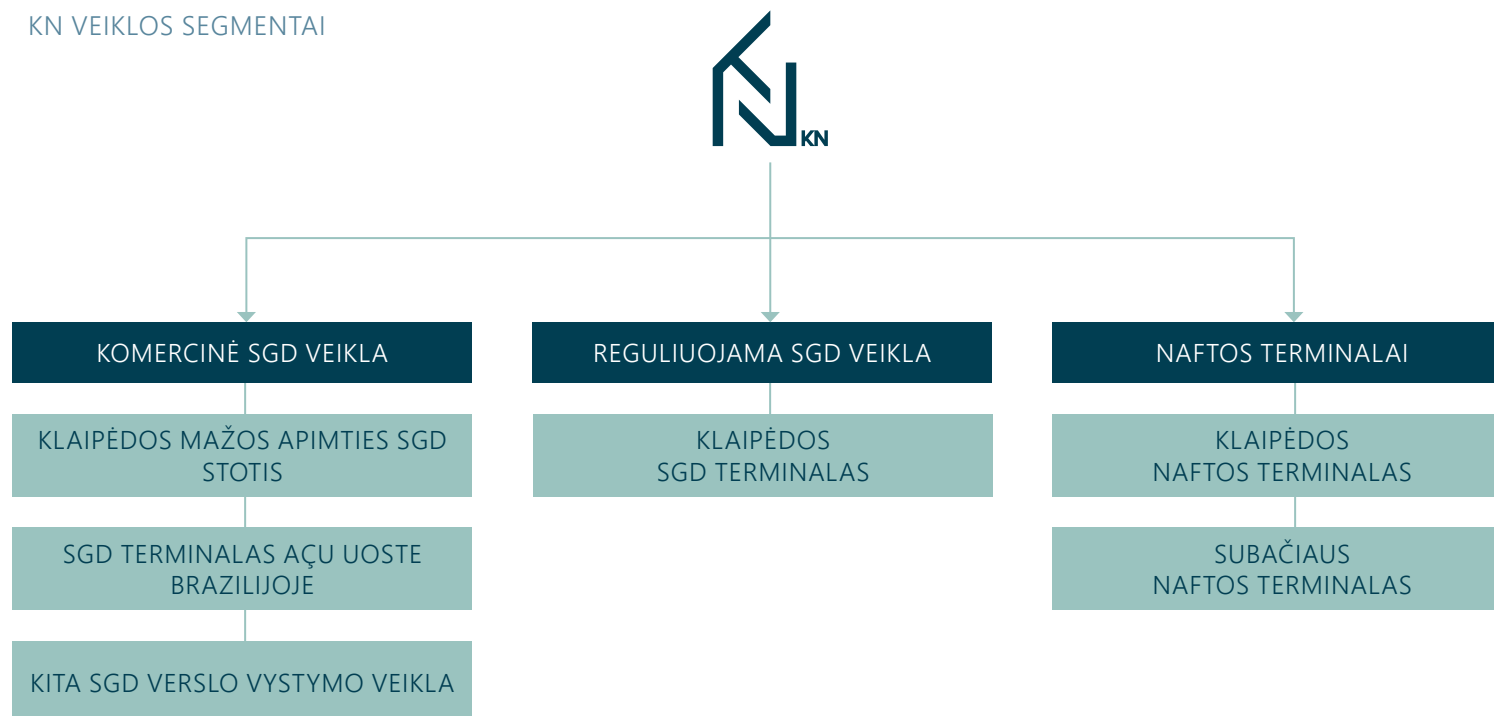 KN VEIKLOS SEGMENTAI
KN
KOMERCINĖ SGD VEIKLA
KLAIPĖDOS MAŽOS APIMTIES SGD
STOTIS
SGD TERMINALAS AÇU UOSTE
BRAZILIJOJE
KITA SGD VERSLO VYSTYMO VEIKLA
REGULIUOJAMA SGD VEIKLA
KLAIPĖDOS
SGD TERMINALAS
NAFTOS TERMINALAI
KLAIPĖDOS
NAFTOS TERMINALAS
SUBAČIAUS
NAFTOS TERMINALAS